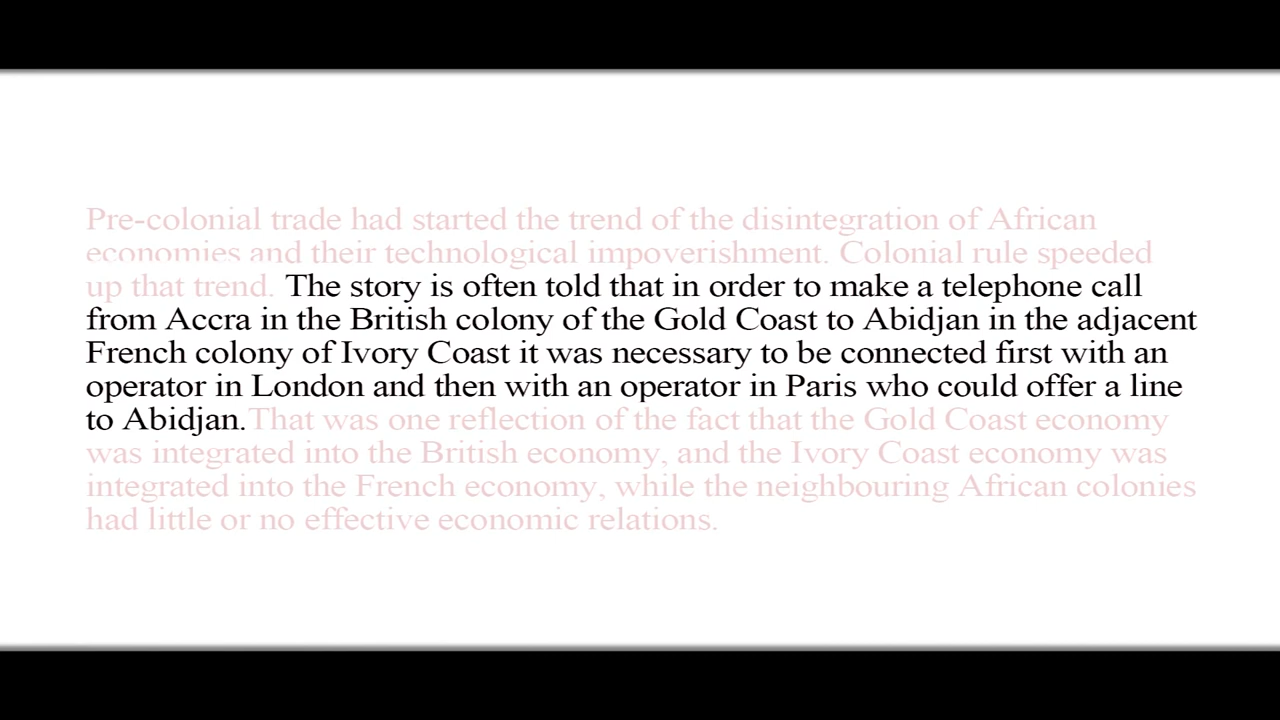 Pre-colonial trade had started the trend of the disintegration of African
economies and their technological impoverishment. Colonial rule speeded
up that trend. The story is often told that in order to make a telephone call
from Accra in the British colony of the Gold Coast to Abidjan in the adjacent
French colony of Ivory Coast it was necessary to be connected first with an
operator in London and then with an operator in Paris who could offer a line
to Abidjan.That was one reflection of the fact that the Gold Coast economy
was integrated into the British economy, and the Ivory Coast economy was
integrated into the French economy, while the neighbouring African colonies
had little or no effective economic relations.